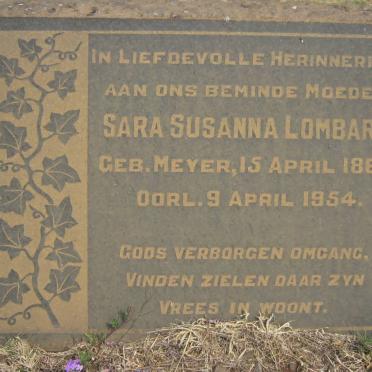 IN LIEFDEVOLLE HERINNERI
AAN ONS BEMINDE MOEDE
SARA SUSANNA LOMBAR
GEB. MEYER, 15 APRIL 186
OORL. 9 APRIL 1954.
GODS VERBORGEN OMGANG,
VINDEN ZIELEN DAAR ZYN
VREES IN WOONT.